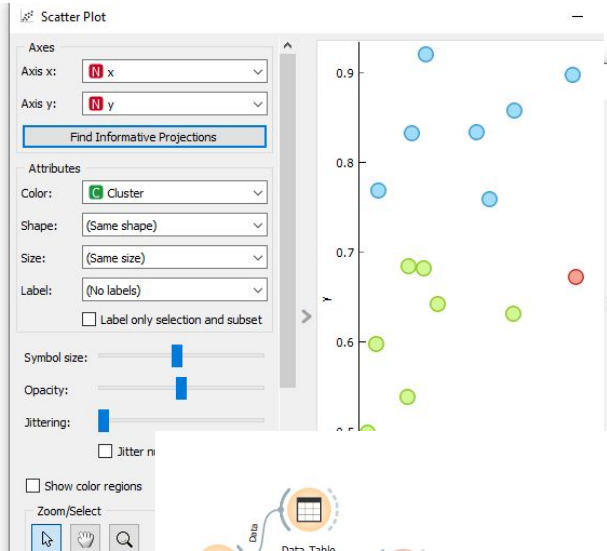 Scatter Plot
Axes
Axis x: N x
Axis y: N y
Find Informative Projections
Attributes
Color: C Cluster
Shape: (Same shape)
Size: (Same size)
Label: (No labels)
Label only selection and subset
Symbol size:
Opacity:
Jittering:
Jitter
Show color regions
Zoom/Select
0.9
0.8
0.7
y
0.6
Data
Data Table